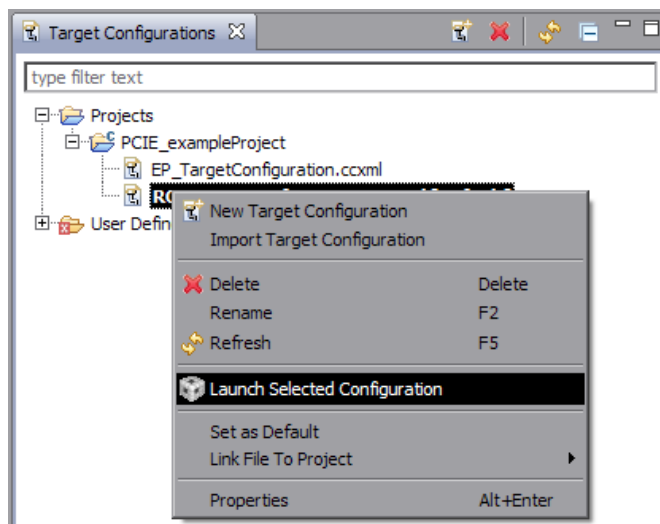 Target Configurations
type filter text
Projects
PCIE_exampleProject
EP_TargetConfiguration.ccxml
New Target Configuration
User Defin
Import Target Configuration
Delete Delete
Rename F2
Refresh F5
Launch Selected Configuration
Set as Default
Link File To Project
Properties Alt+Enter